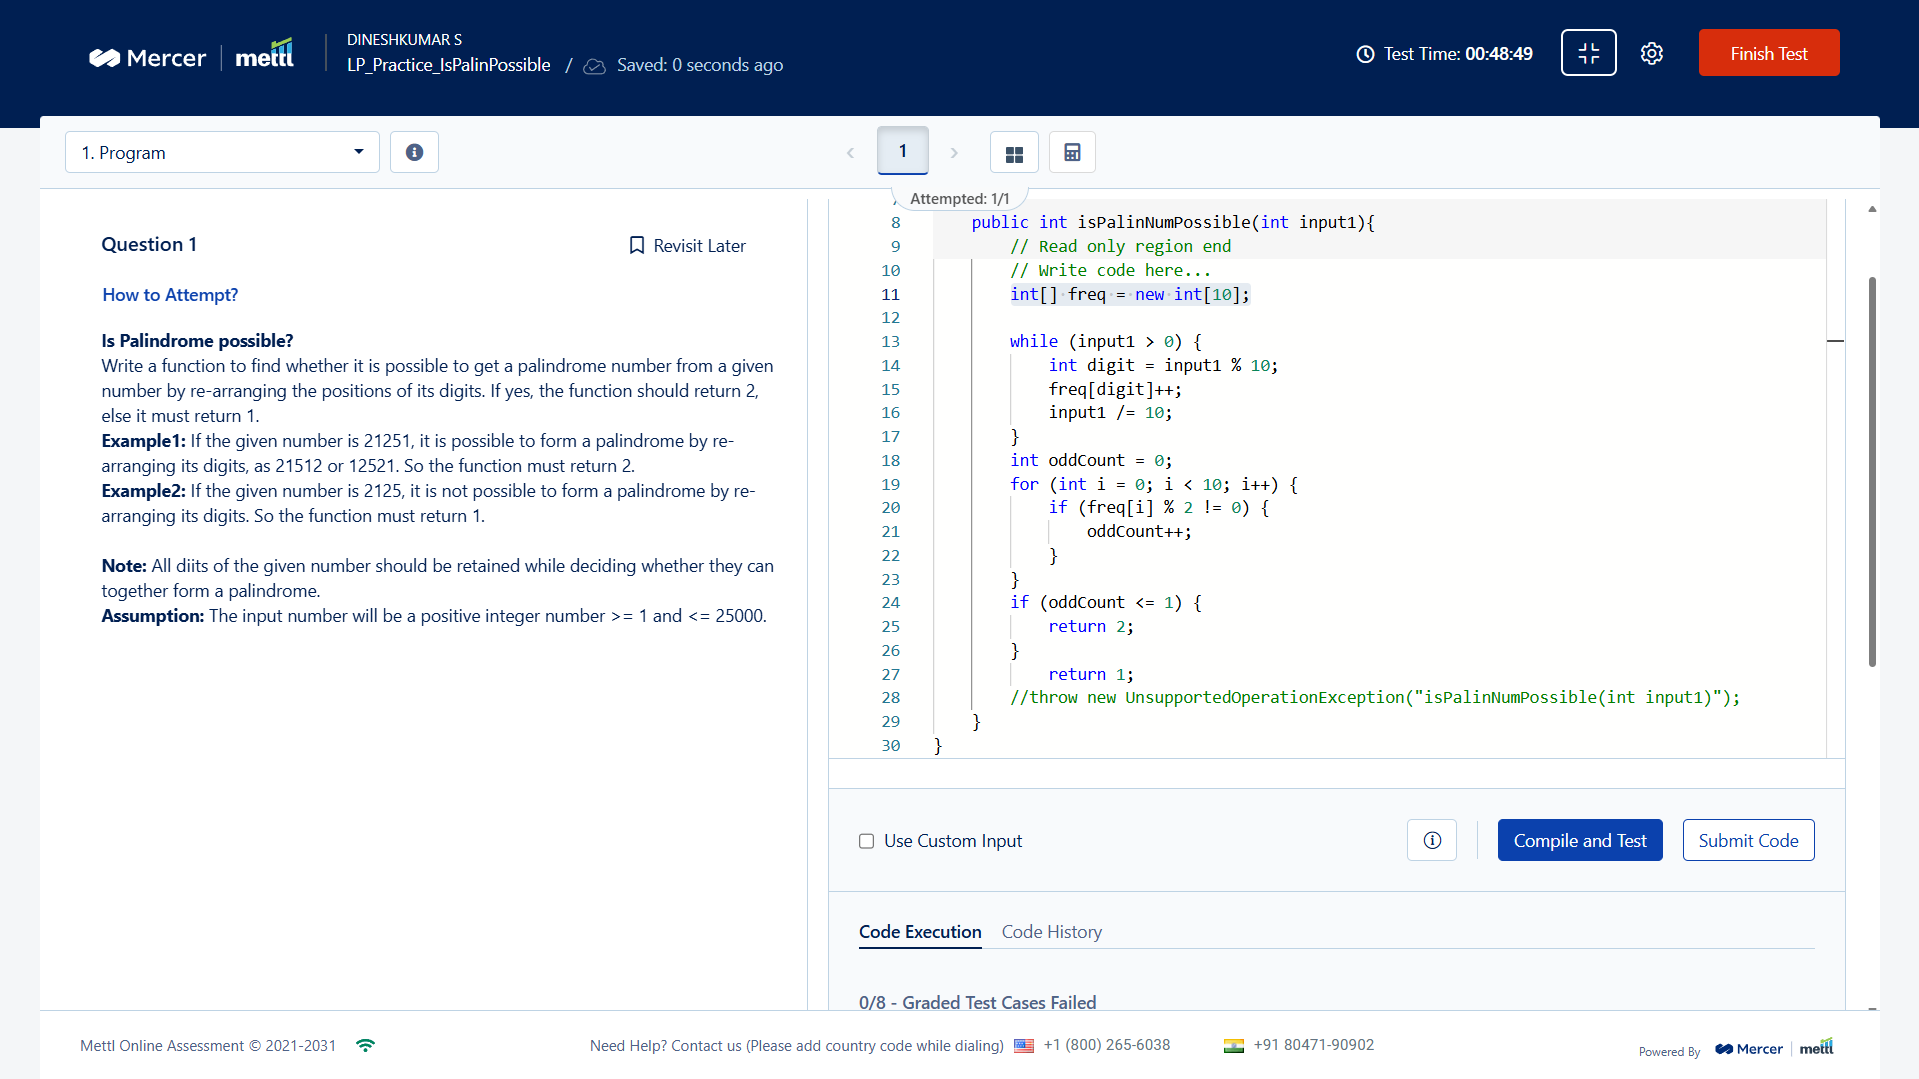 Mercer | mettl
DINESHKUMAR S
LP_Practice_IsPalinPossible / Saved: 0 seconds ago
Test Time: 00:48:49
Finish Test
1. Program
1
Attempted: 1/1
Question 1
Revisit Later
How to Attempt?
Is Palindrome possible?
Write a function to find whether it is possible to get a palindrome number from a given
number by re-arranging the positions of its digits. If yes, the function should return 2,
else it must return 1.
Example1: If the given number is 21251, it is possible to form a palindrome by re-
arranging its digits, as 21512 or 12521. So the function must return 2.
Example2: If the given number is 2125, it is not possible to form a palindrome by re-
arranging its digits. So the function must return 1.
Note: All diits of the given number should be retained while deciding whether they can
together form a palindrome.
Assumption: The input number will be a positive integer number >= 1 and <= 25000.
8 public int isPalinNumPossible(int input1){
9 // Read only region end
10 // Write code here...
11 int[] freq = new int[10];
12
13 while (input1 > 0) {
14 int digit = input1 % 10;
15 freq[digit]++;
16 input1 /= 10;
17 }
18 int oddCount = 0;
19 for (int i = 0; i < 10; i++) {
20 if (freq[i] % 2 != 0) {
21 oddCount++;
22 }
23 }
24 if (oddCount <= 1) {
25 return 2;
26 }
27 return 1;
28 //throw new UnsupportedOperationException("isPalinNumPossible(int input1)");
29 }
30 }
Use Custom Input
Compile and Test
Submit Code
Code Execution
Code History
0/8 - Graded Test Cases Failed
Mettl Online Assessment © 2021-2031
Need Help? Contact us (Please add country code while dialing)
+1 (800) 265-6038
+91 80471-90902
Powered By
Mercer | mettl